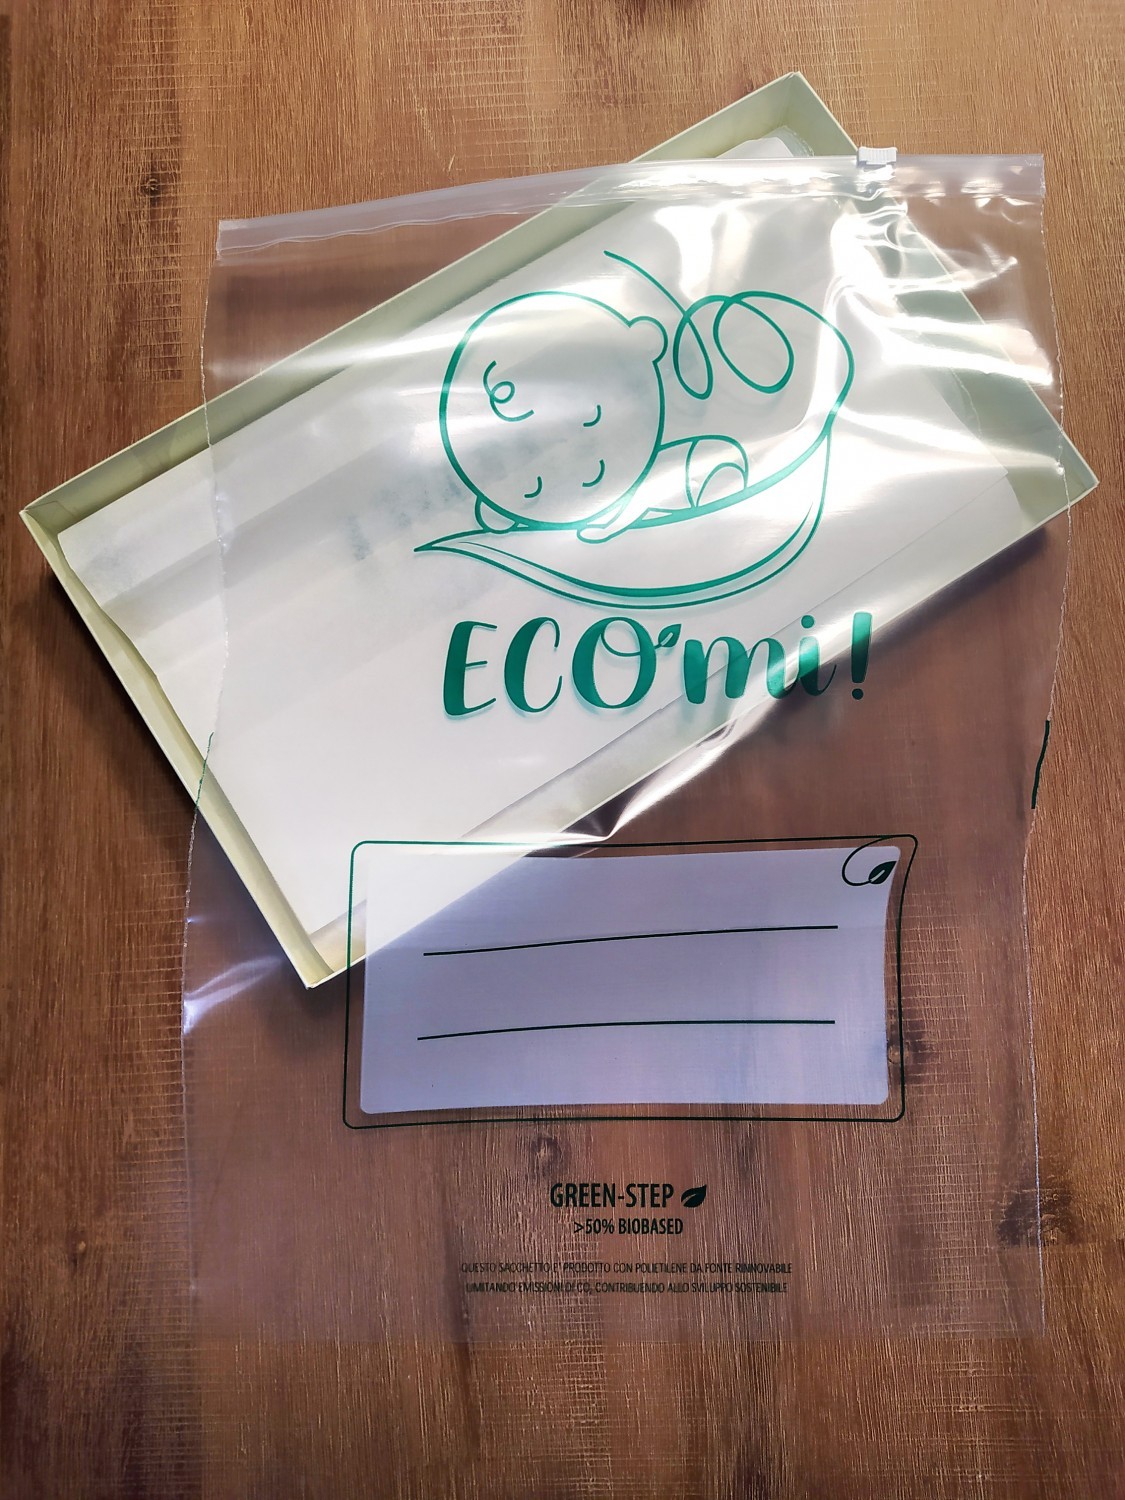 ECO'mi!
GREEN-STEP
>50% BIOBASED
QUESTO SACCHETTO E' PRODOTTO CON POLIETILENE DA FONTE RINNOVABILE
LIMITANDO EMISSIONI DI CO₂ CONTRIBUENDO ALLO SVILUPPO SOSTENIBILE